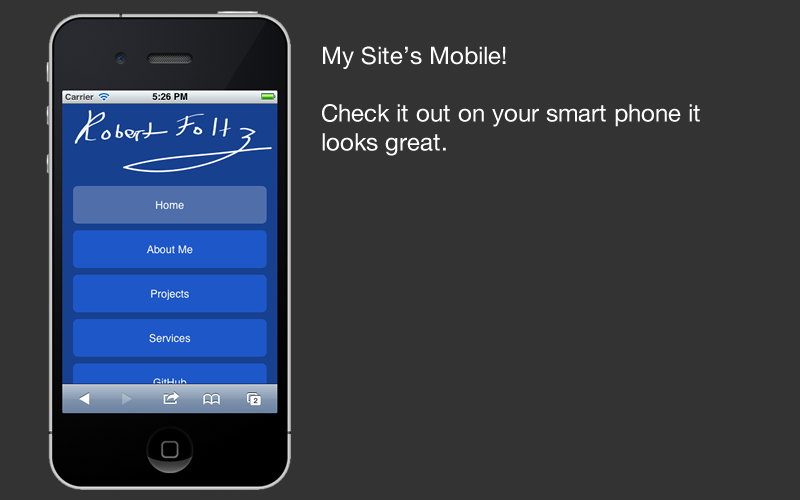 Carrier 5:26 PM
Robert Foltz
Home
About Me
Projects
Services
GitHub
2
My Site’s Mobile!
Check it out on your smart phone it
looks great.